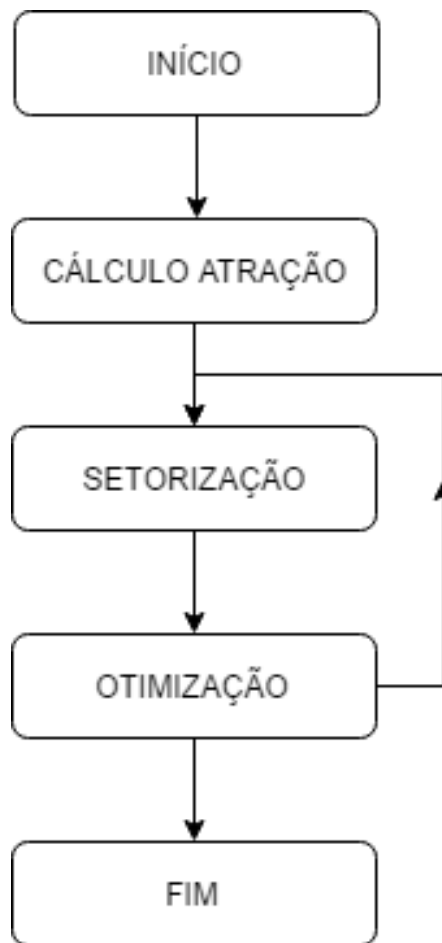 INÍCIO
CÁLCULO ATRAÇÃO
SETORIZAÇÃO
OTIMIZAÇÃO
FIM